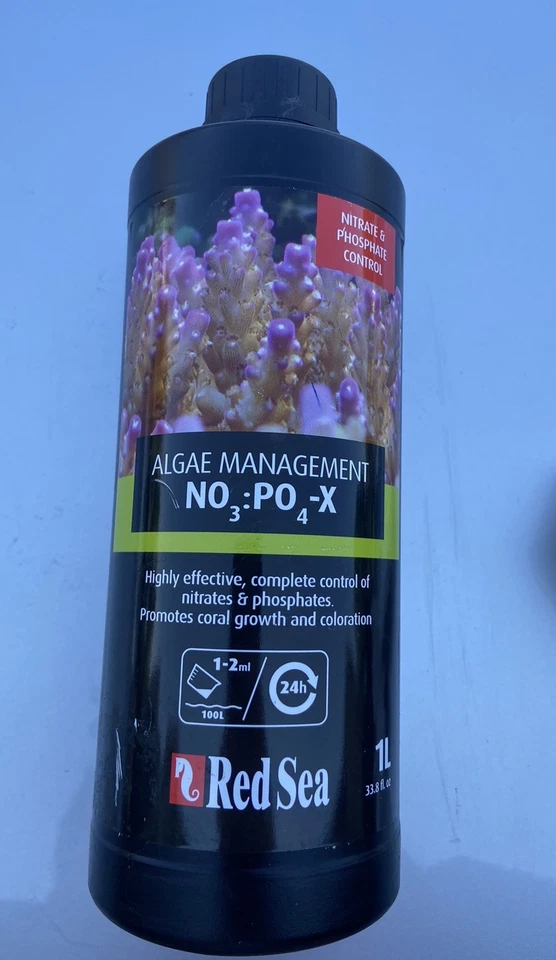 NITRATE &
PHOSPHATE
CONTROL
ALGAE MANAGEMENT
NO₃:PO₄-X
Highly effective, complete control of
nitrates & phosphates.
Promotes coral growth and coloration
1-2ml
100L
24h
Red Sea
1L
33.8 fl. oz